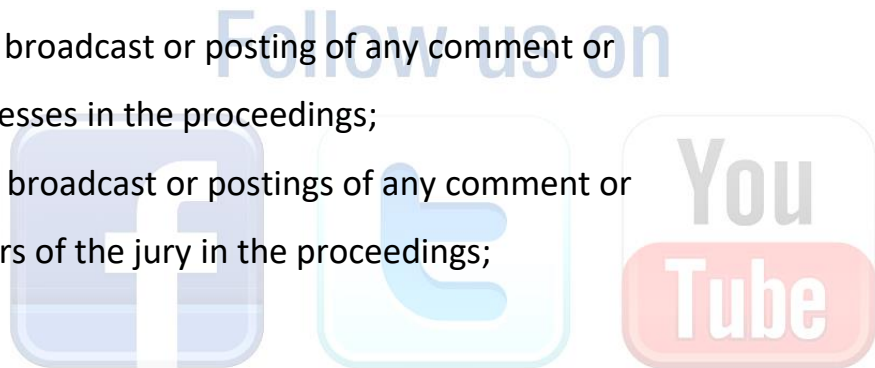 Follow us on
broadcast or posting of any comment or
esses in the proceedings;
broadcast or postings of any comment or
rs of the jury in the proceedings;
You
Tube